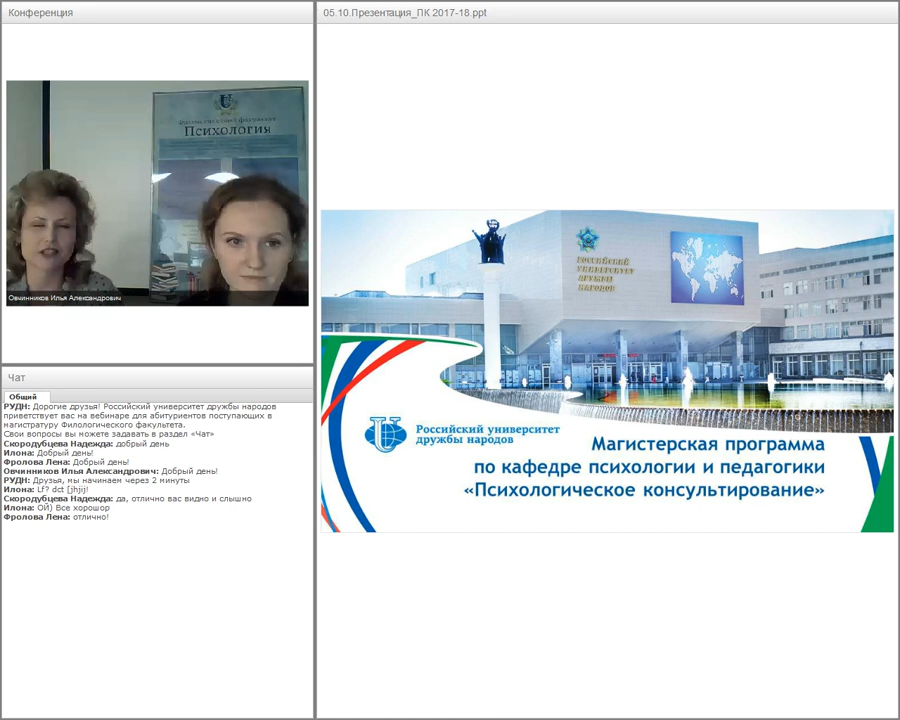 Конференция
Психология
Овчинников Илья Александрович
Чат
Общий
РУДН: Дорогие друзья! Российский университет дружбы народов
приветствует вас на вебинаре для абитуриентов поступающих в
магистратуру Филологического факультета.
Свои вопросы вы можете задавать в раздел «Чат»
Скородубцева Надежда: добрый день
Илона: Добрый день!
Фролова Лена: Добрый день!
Овчинников Илья Александрович: Добрый день!
РУДН: Друзья, мы начинаем через 2 минуты
Илона: Lf? dct [jhjij!
Скородубцева Надежда: да, отлично вас видно и слышно
Илона: ОЙ) Все хорошор
Фролова Лена: отлично!
05.10.Презентация_ПК 2017-18.ppt
РОССИЙСКИЙ
УНИВЕРСИТЕТ
ДРУЖБЫ
НАРОДОВ
Российский университет
дружбы народов
Магистерская программа
по кафедре психологии и педагогики
«Психологическое консультирование»